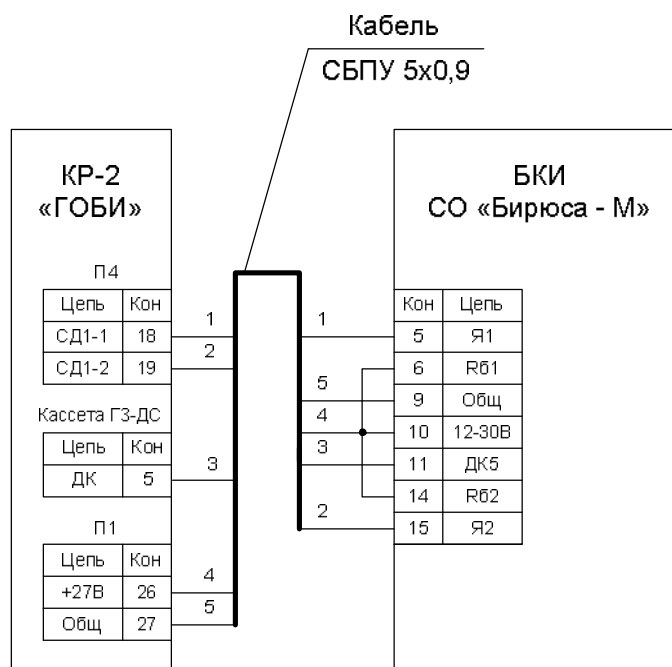 Кабель
СБПУ 5х0,9
КР-2
«ГОБИ»
П4
Цепь Кон
СД1-1 18
СД1-2 19
Кассета ГЗ-ДС
Цепь Кон
ДК 5
П1
Цепь Кон
+27В 26
Общ 27
1
2
3
4
5
1
5
4
3
2
БКИ
СО «Бирюса - М»
Кон Цепь
5 Я1
6 Rб1
9 Общ
10 12-30В
11 ДК5
14 Rб2
15 Я2